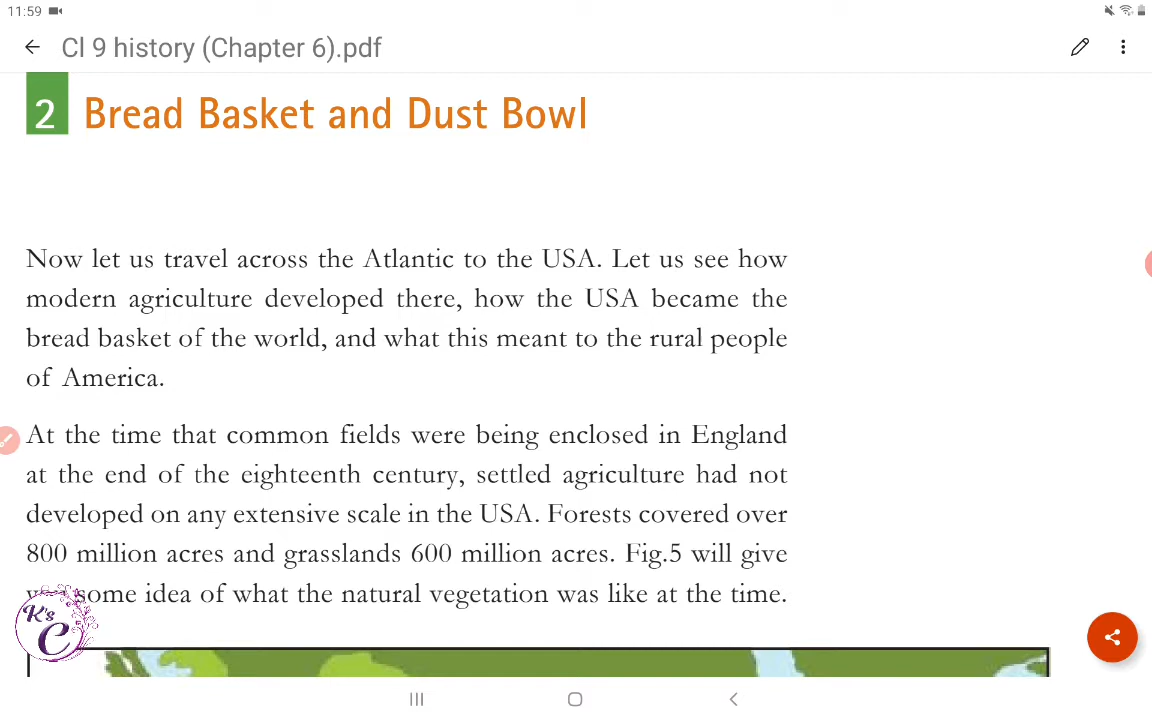 11:59
Cl 9 history (Chapter 6).pdf
2 Bread Basket and Dust Bowl
Now let us travel across the Atlantic to the USA. Let us see how
modern agriculture developed there, how the USA became the
bread basket of the world, and what this meant to the rural people
of America.
At the time that common fields were being enclosed in England
at the end of the eighteenth century, settled agriculture had not
developed on any extensive scale in the USA. Forests covered over
800 million acres and grasslands 600 million acres. Fig.5 will give
some idea of what the natural vegetation was like at the time.
K's
C